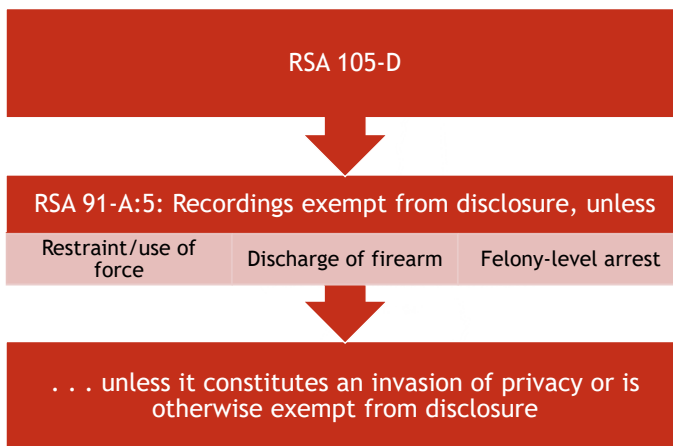 RSA 105-D
RSA 91-A:5: Recordings exempt from disclosure, unless
Restraint/use of
force
Discharge of firearm
Felony-level arrest
. . . unless it constitutes an invasion of privacy or is
otherwise exempt from disclosure